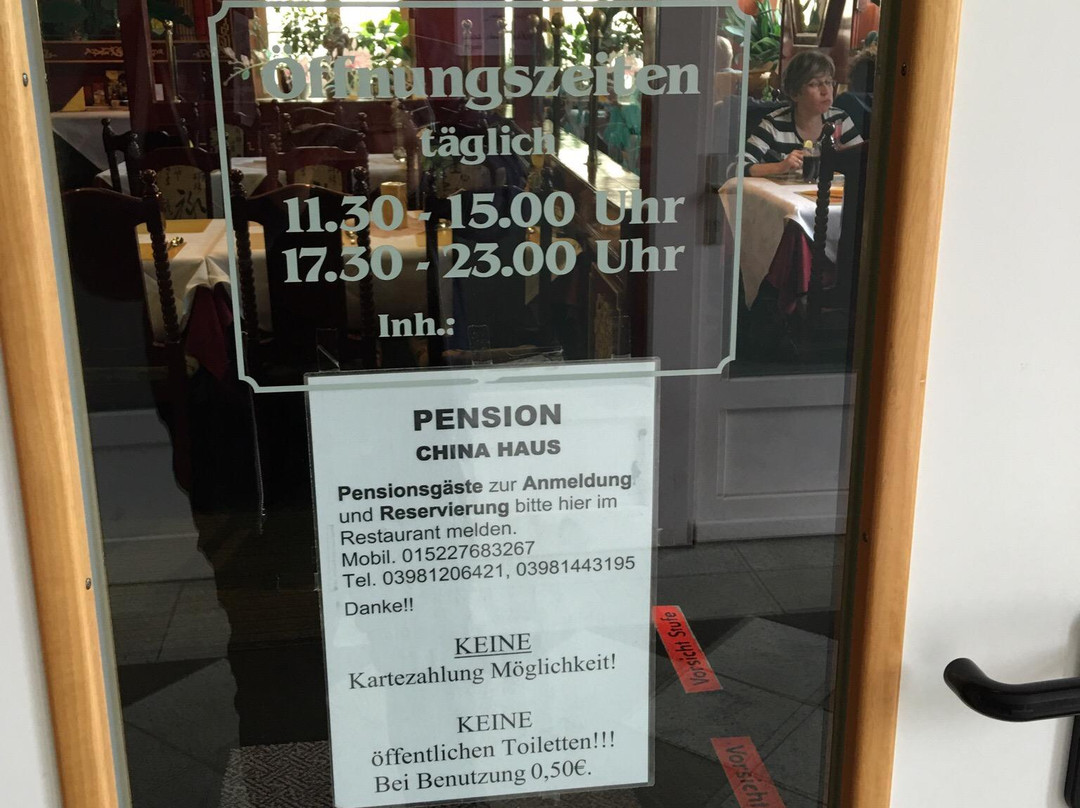 Öffnungszeiten
täglich
11.30 - 15.00 Uhr
17.30 - 23.00 Uhr
Inh.:
PENSION
CHINA HAUS
Pensionsgäste zur Anmeldung
und Reservierung bitte hier im
Restaurant melden.
Mobil. 015227683267
Tel. 03981206421, 03981443195
Danke!!
KEINE
Kartezahlung Möglichkeit!
KEINE
öffentlichen Toiletten!!!
Bei Benutzung 0,50€.
Vorsicht Stufe
Vorsicht